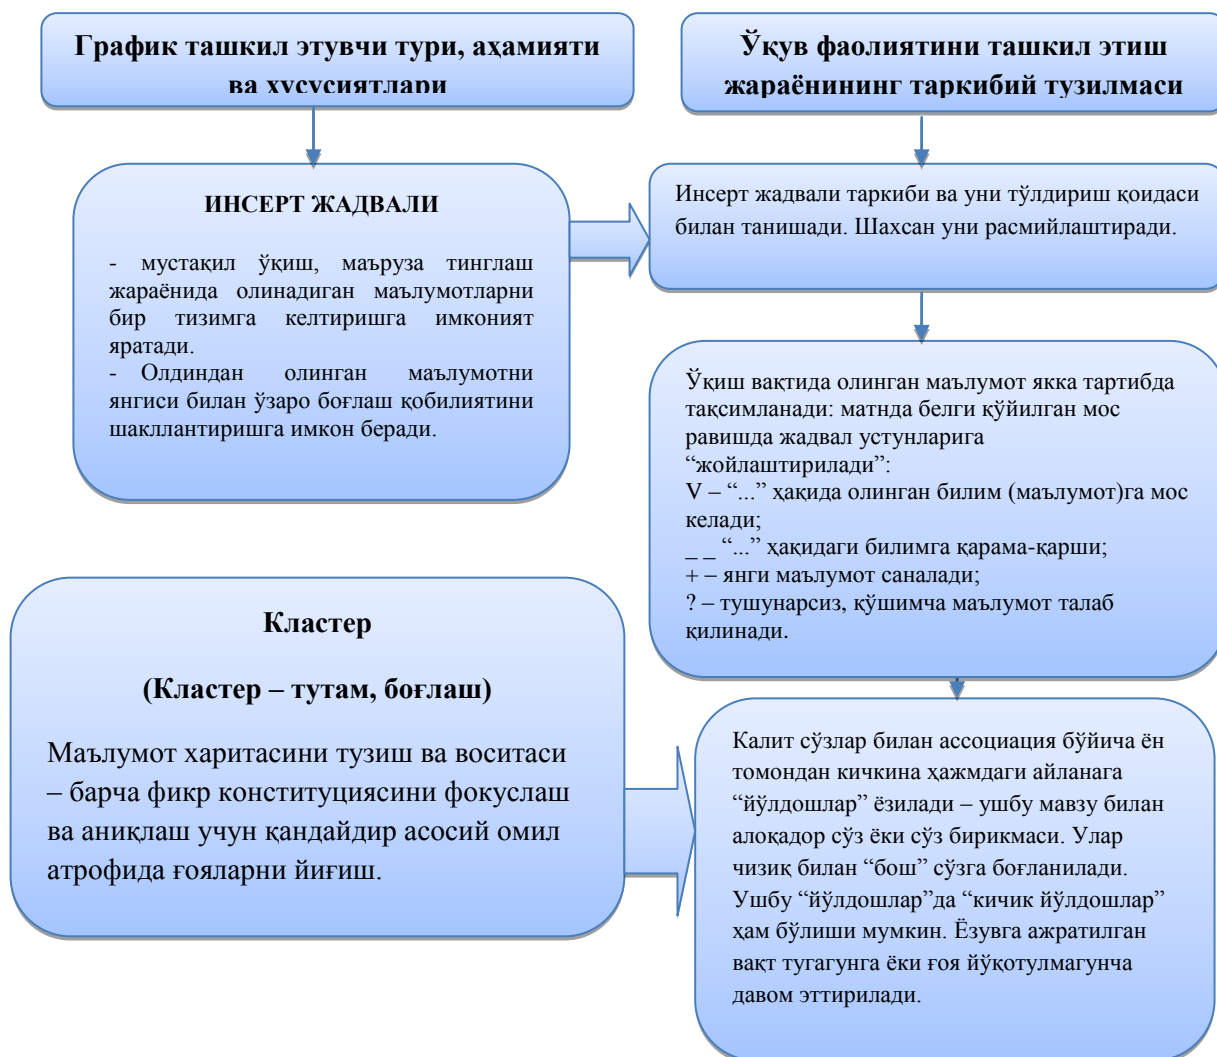 График ташкил этувчи тури, аҳамияти
ва хусусиятлари
Ўқув фаолиятини ташкил этиш
жараёнининг таркибий тузилмаси
ИНСЕРТ ЖАДВАЛИ
- мустақил ўқиш, маъруза тинглаш
жараёнида олинадиган маълумотларни
бир тизимга келтиришга имконият
яратади.
- Олдиндан олинган маълумотни
янгиси билан ўзаро боғлаш қобилиятини
шакллантиришга имкон беради.
Инсерт жадвали таркиби ва уни тўлдириш қоидаси
билан танишади. Шахсан уни расмийлаштиради.
Ўқиш вақтида олинган маълумот якка тартибда
тақсимланади: матнда белги қўйилган мос
равишда жадвал устунларига
“жойлаштирилади”:
V – “...” ҳақида олинган билим (маълумот)га мос
келади;
_ _ “...” ҳақидаги билимга қарама-қарши;
+ – янги маълумот саналади;
? – тушунарсиз, қўшимча маълумот талаб
қилинади.
Кластер
(Кластер – тутам, боғлаш)
Маълумот харитасини тузиш ва воситаси
– барча фикр конституциясини фокуслаш
ва аниқлаш учун қандайдир асосий омил
атрофида ғояларни йиғиш.
Калит сўзлар билан ассоциация бўйича ён
томондан кичкина ҳажмдаги айланага
“йўлдошлар” ёзилади – ушбу мавзу билан
алоқадор сўз ёки сўз бирикмаси. Улар
чизиқ билан “бош” сўзга боғланилади.
Ушбу “йўлдошлар”да “кичик йўлдошлар”
ҳам бўлиши мумкин. Ёзувга ажратилган
вақт тугагунга ёки ғоя йўқотулмагунча
давом эттирилади.